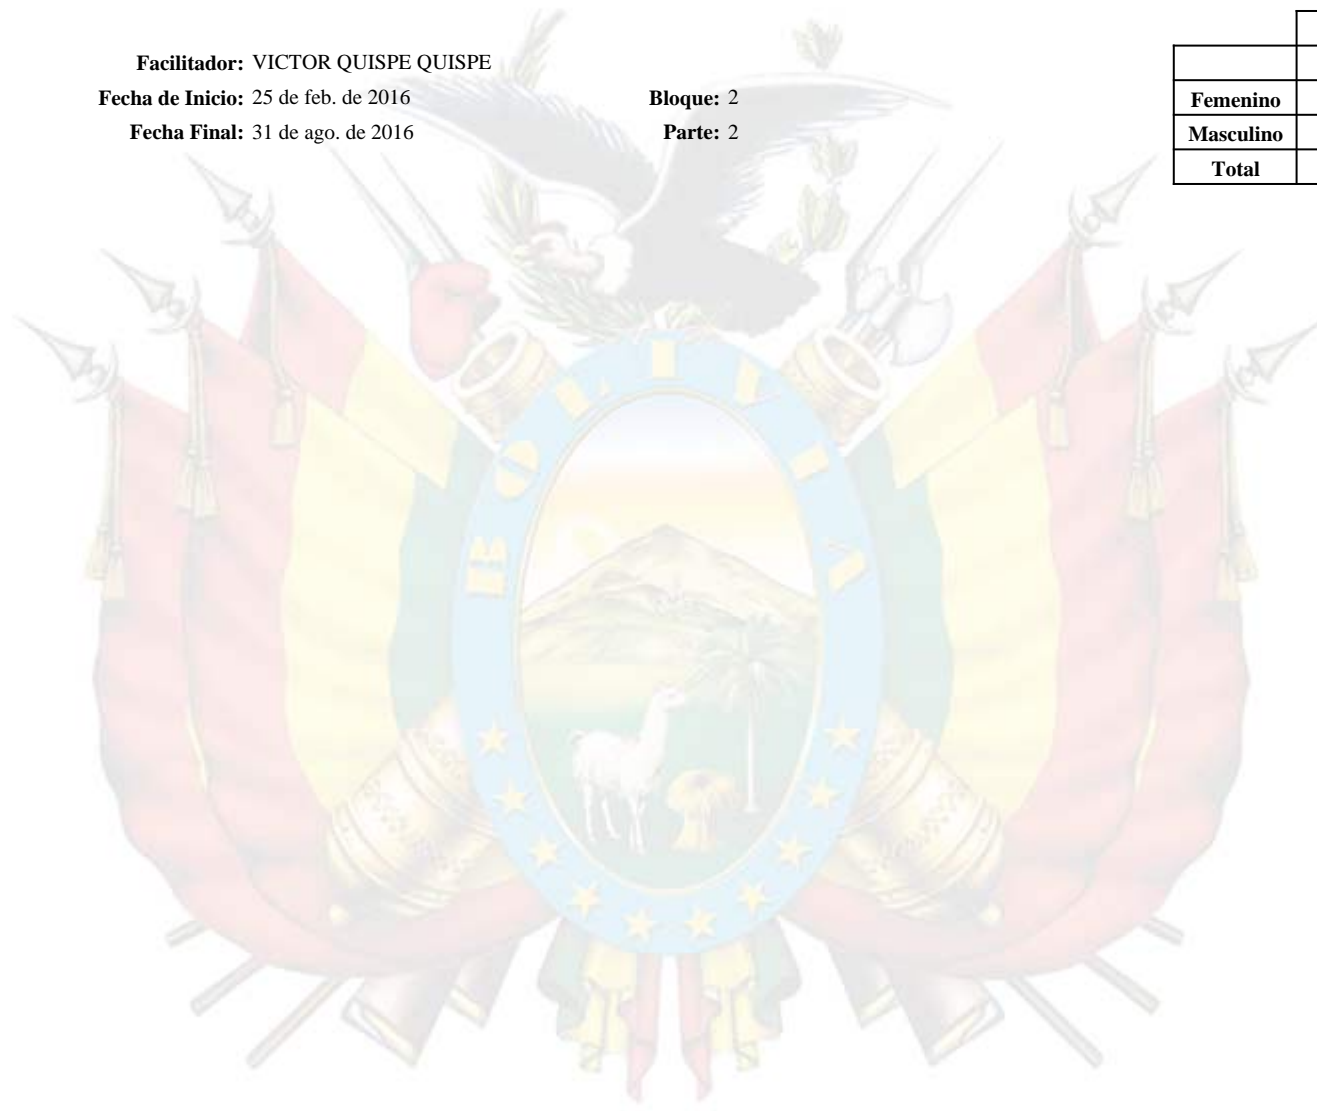 Facilitador: VICTOR QUISPE QUISPE
Fecha de Inicio: 25 de feb. de 2016 Bloque: 2
Fecha Final: 31 de ago. de 2016 Parte: 2
Femenino
Masculino
Total
BOLIVIA